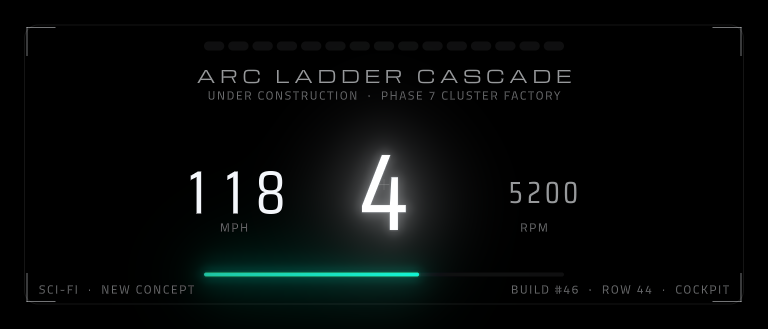 ARC LADDER CASCADE
UNDER CONSTRUCTION · PHASE 7 CLUSTER FACTORY
118 4 5200
MPH RPM
SCI-FI · NEW CONCEPT BUILD #46 · ROW 44 · COCKPIT